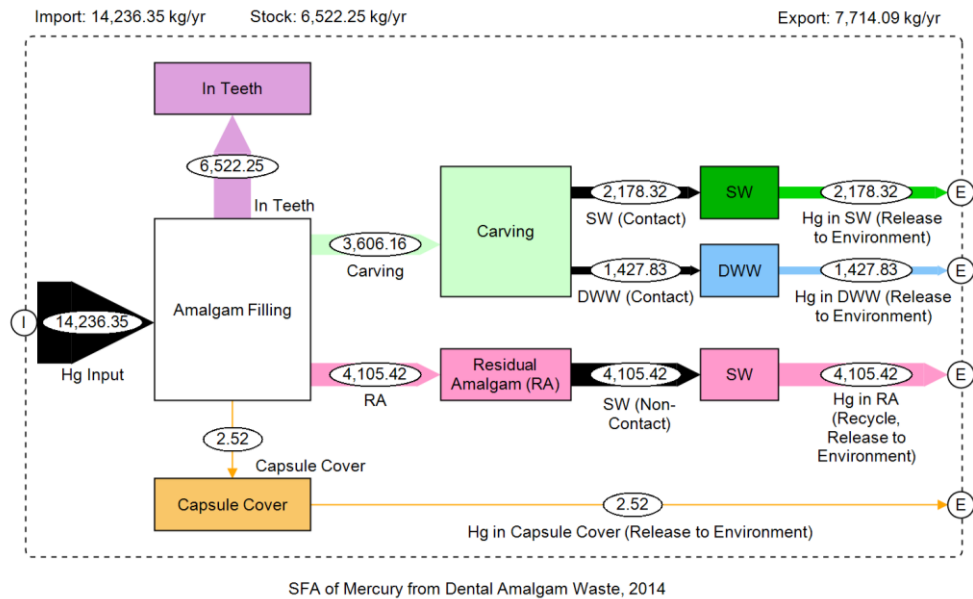 Import: 14,236.35 kg/yr
Stock: 6,522.25 kg/yr
Export: 7,714.09 kg/yr
In Teeth
6,522.25
In Teeth
I
14,236.35
Hg Input
Amalgam Filling
3,606.16
Carving
Carving
2,178.32
SW (Contact)
SW
2,178.32
Hg in SW (Release
to Environment)
E
1,427.83
DWW (Contact)
DWW
1,427.83
Hg in DWW (Release
to Environment)
E
4,105.42
RA
Residual
Amalgam (RA)
4,105.42
SW (Non-
Contact)
SW
4,105.42
Hg in RA
(Recycle,
Release to
Environment)
E
2.52
Capsule Cover
Capsule Cover
2.52
Hg in Capsule Cover (Release to Environment)
E
SFA of Mercury from Dental Amalgam Waste, 2014